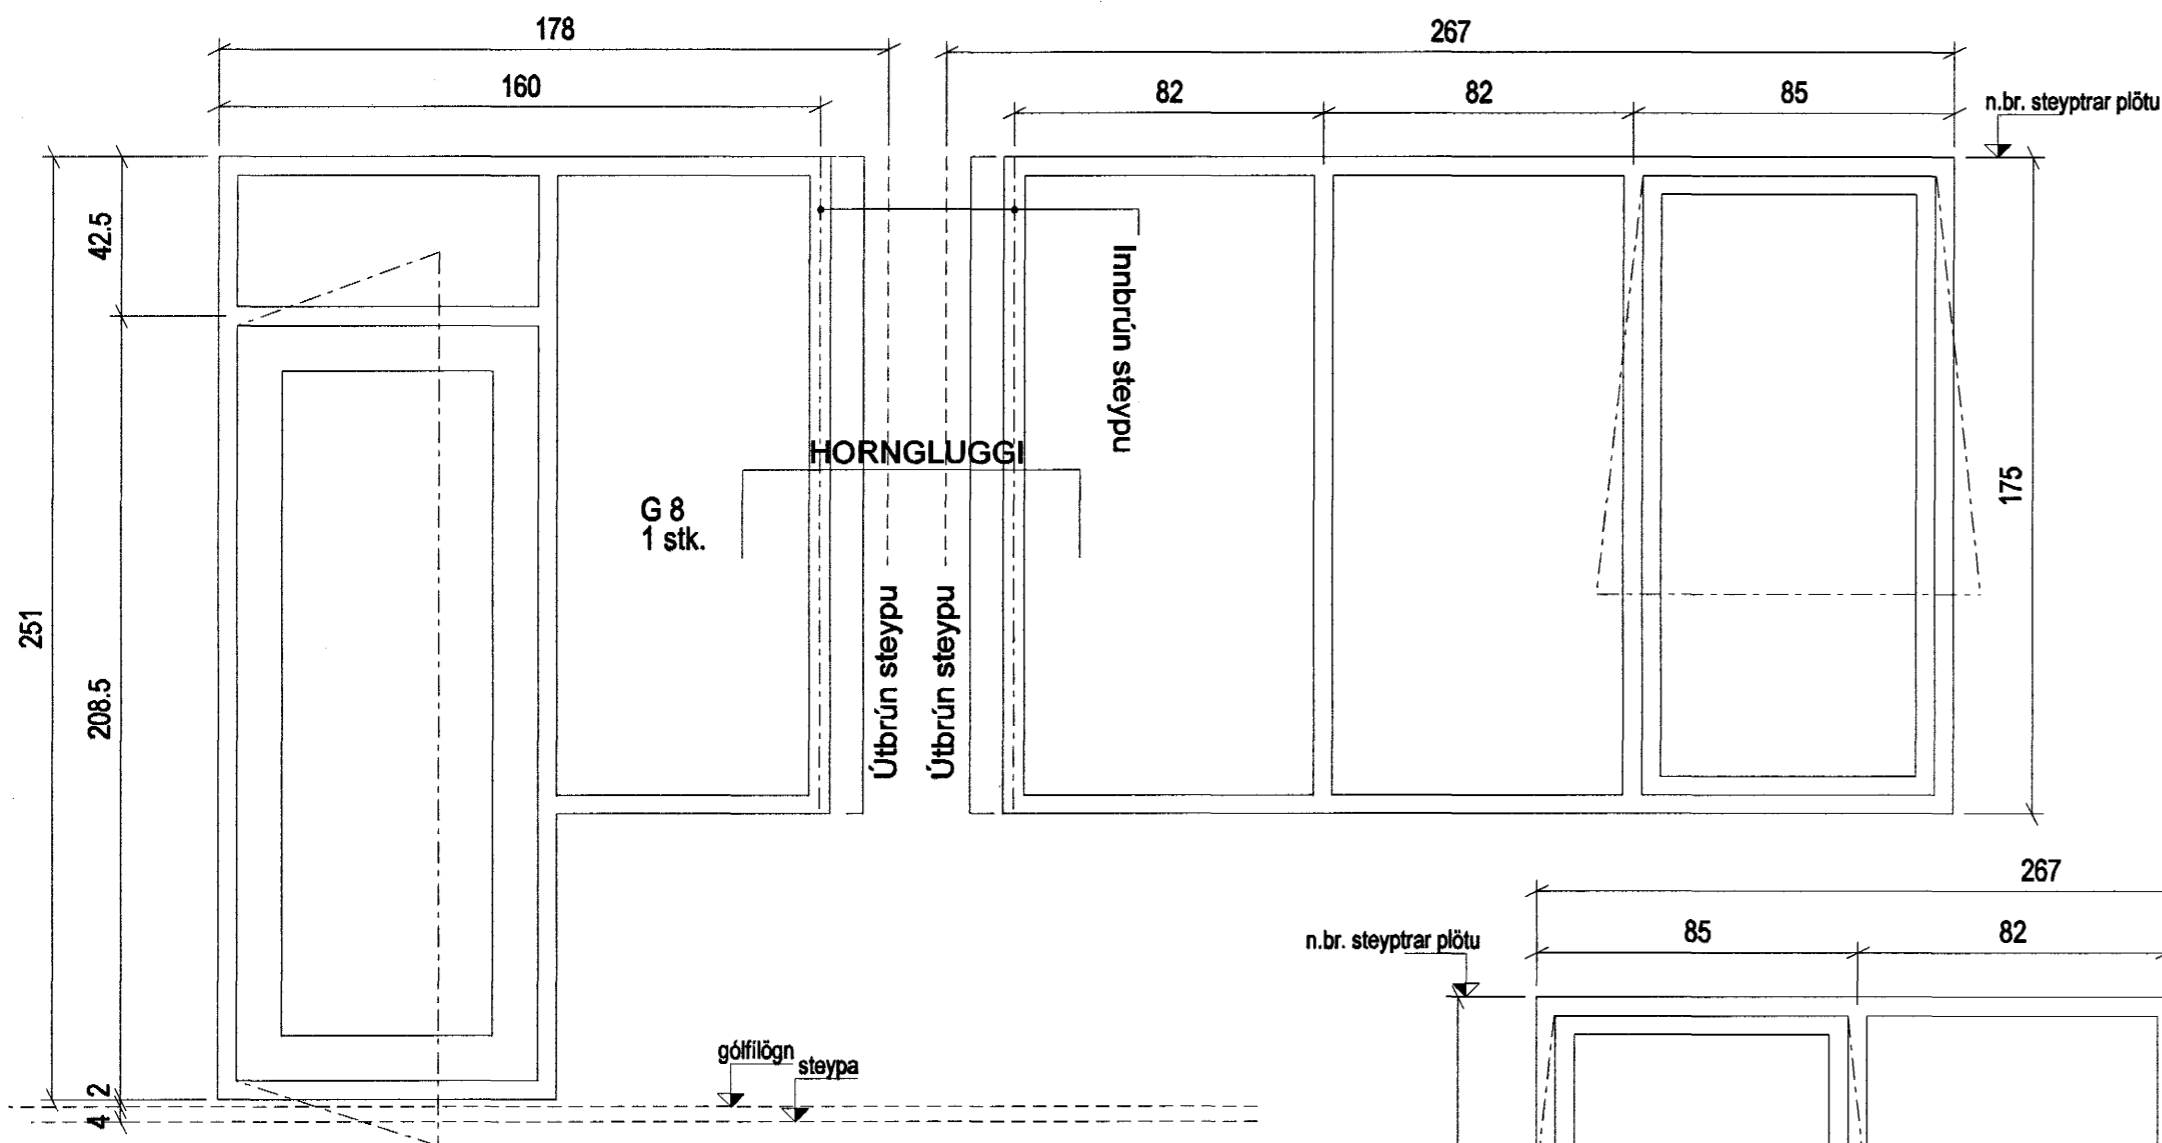 178
267
160
82
82
85
n.br. steyptrar plötu
42.5
Innbrún steypu
HORNGLUGGI
G 8
1 stk.
175
251
208.5
Útbrún steypu
Útbrún steypu
267
85
82
n.br. steyptrar plötu
gólfílögn
steypa
2
4